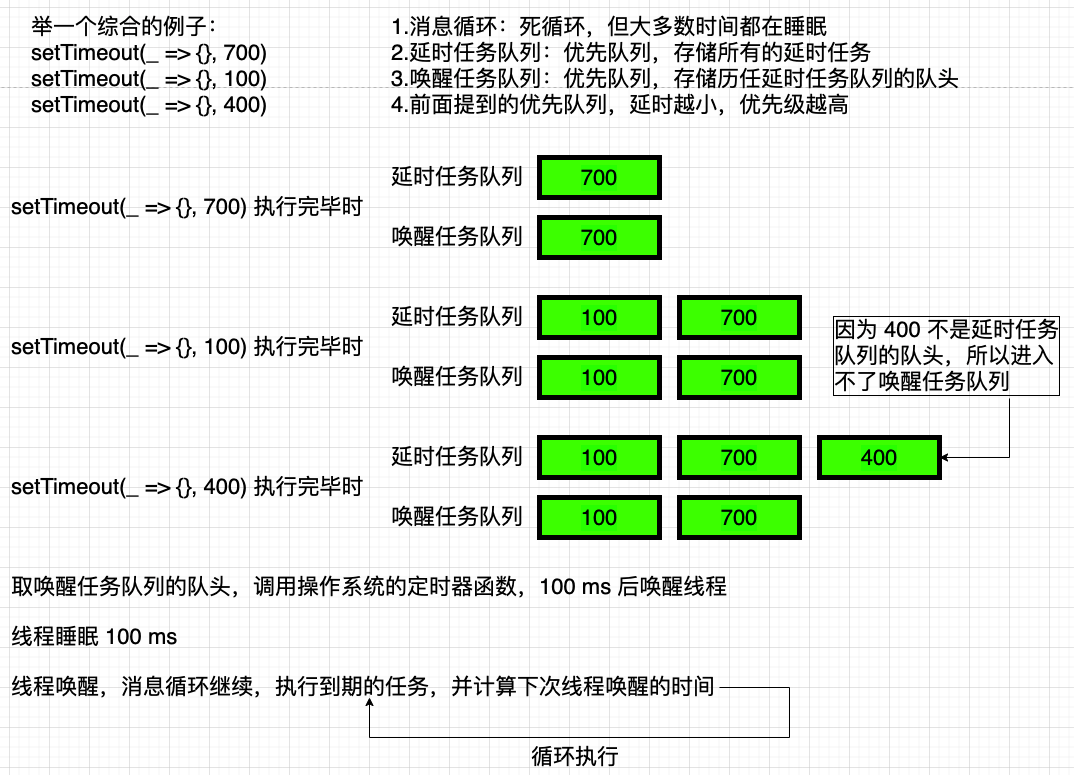 举一个综合的例子：
setTimeout(_ => {}, 700)
setTimeout(_ => {}, 100)
setTimeout(_ => {}, 400)
1.消息循环：死循环，但大多数时间都在睡眠
2.延时任务队列：优先队列，存储所有的延时任务
3.唤醒任务队列：优先队列，存储历任延时任务队列的队头
4.前面提到的优先队列，延时越小，优先级越高
setTimeout(_ => {}, 700) 执行完毕时
延时任务队列 700
唤醒任务队列 700
setTimeout(_ => {}, 100) 执行完毕时
延时任务队列 100 700
唤醒任务队列 100 700
因为 400 不是延时任务
队列的队头，所以进入
不了唤醒任务队列
setTimeout(_ => {}, 400) 执行完毕时
延时任务队列 100 700 400
唤醒任务队列 100 700
取唤醒任务队列的队头，调用操作系统的定时器函数，100 ms 后唤醒线程
线程睡眠 100 ms
线程唤醒，消息循环继续，执行到期的任务，并计算下次线程唤醒的时间
循环执行